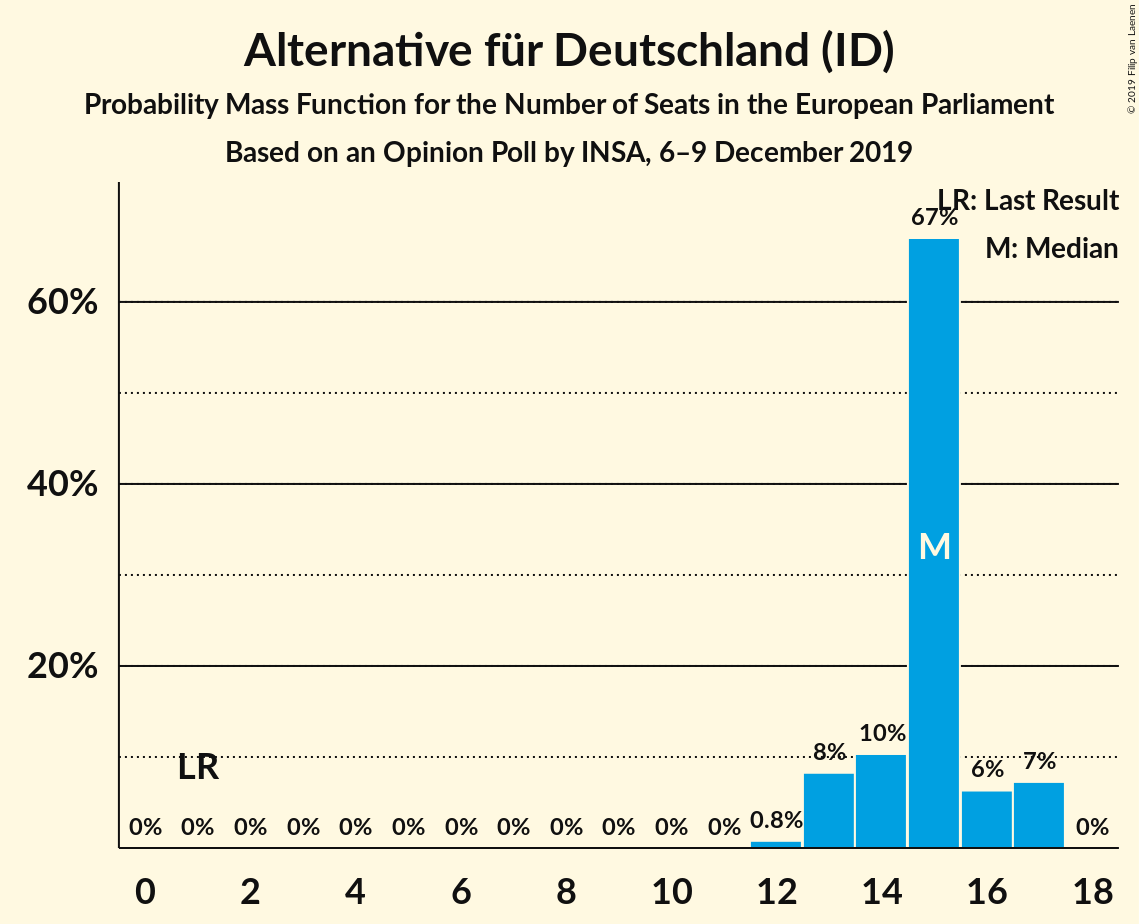 Alternative für Deutschland (ID)
Probability Mass Function for the Number of Seats in the European Parliament
Based on an Opinion Poll by INSA, 6–9 December 2019
© 2019 Filip van Laenen
LR: Last Result
M: Median
60%
40%
20%
67%
M
LR
0% 0% 0% 0% 0% 0% 0% 0% 0% 0% 0% 0% 0.8% 8% 10% 6% 7% 0%
0 2 4 6 8 10 12 14 16 18